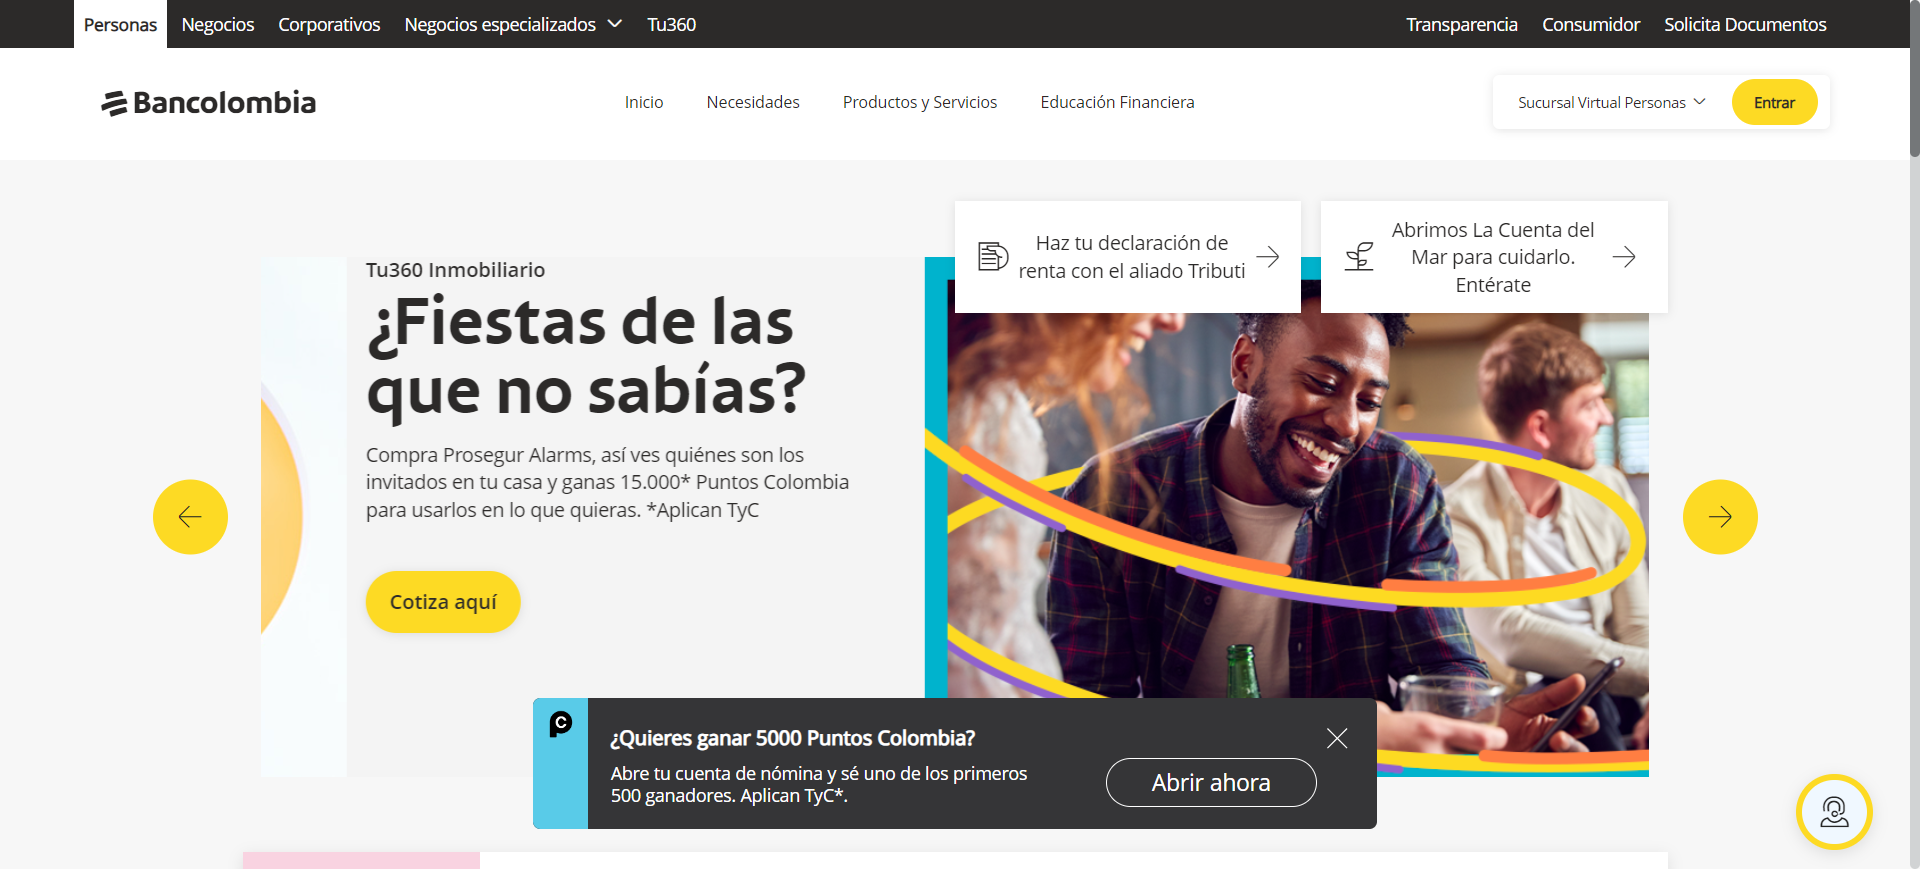 Personas
Negocios
Corporativos
Negocios especializados
Tu360
Transparencia
Consumidor
Solicita Documentos
Bancolombia
Inicio
Necesidades
Productos y Servicios
Educación Financiera
Sucursal Virtual Personas
Entrar
Haz tu declaración de
renta con el aliado Tributi
Abrimos La Cuenta del
Mar para cuidarlo.
Entérate
Tu360 Inmobiliario
¿Fiestas de las
que no sabías?
Compra Prosegur Alarms, así ves quiénes son los
invitados en tu casa y ganas 15.000* Puntos Colombia
para usarlos en lo que quieras. *Aplican TyC
Cotiza aquí
¿Quieres ganar 5000 Puntos Colombia?
Abre tu cuenta de nómina y sé uno de los primeros
500 ganadores. Aplican TyC*.
Abrir ahora